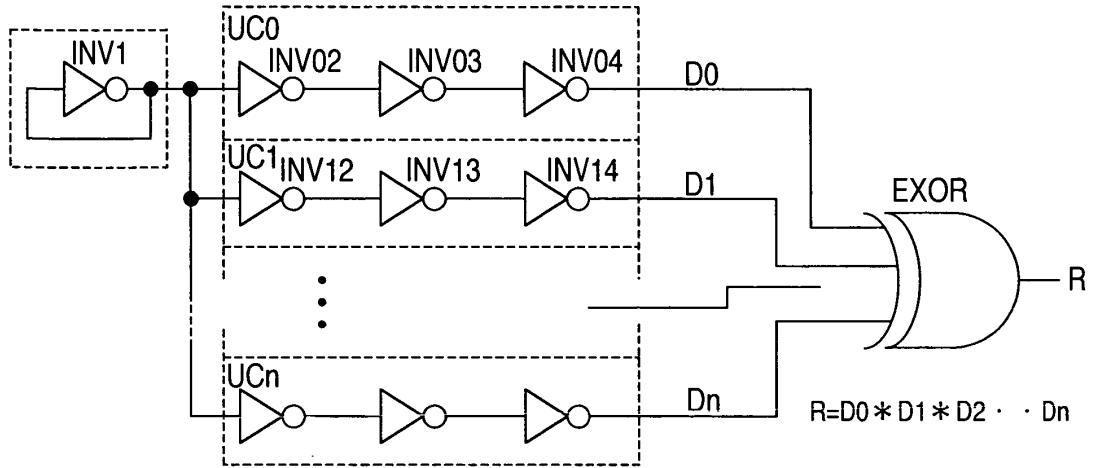 UC0
INV1
INV02
INV03
INV04
D0
UC1
INV12
INV13
INV14
D1
EXOR
R
UCn
Dn
R=D0*D1*D2 · · Dn